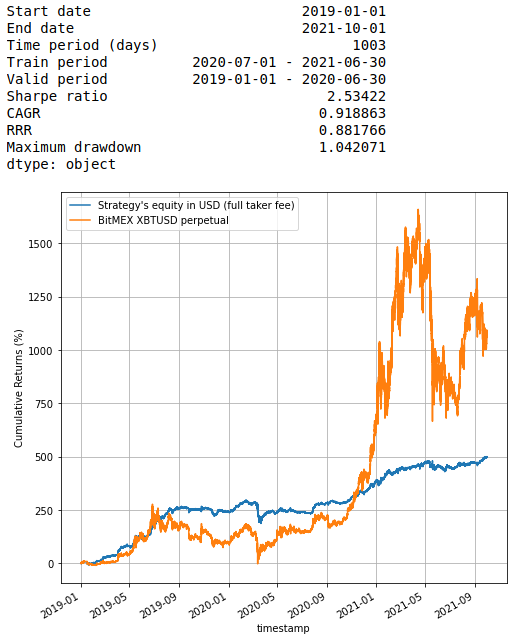 Start date 2019-01-01
End date 2021-10-01
Time period (days) 1003
Train period 2020-07-01 - 2021-06-30
Valid period 2019-01-01 - 2020-06-30
Sharpe ratio 2.53422
CAGR 0.918863
RRR 0.881766
Maximum drawdown 1.042071
dtype: object
Strategy's equity in USD (full taker fee)
BitMEX XBTUSD perpetual
Cumulative Returns (%)
1500
1250
1000
750
500
250
0
2019-01
2019-05
2019-09
2020-01
2020-05
2020-09
2021-01
2021-05
2021-09
timestamp